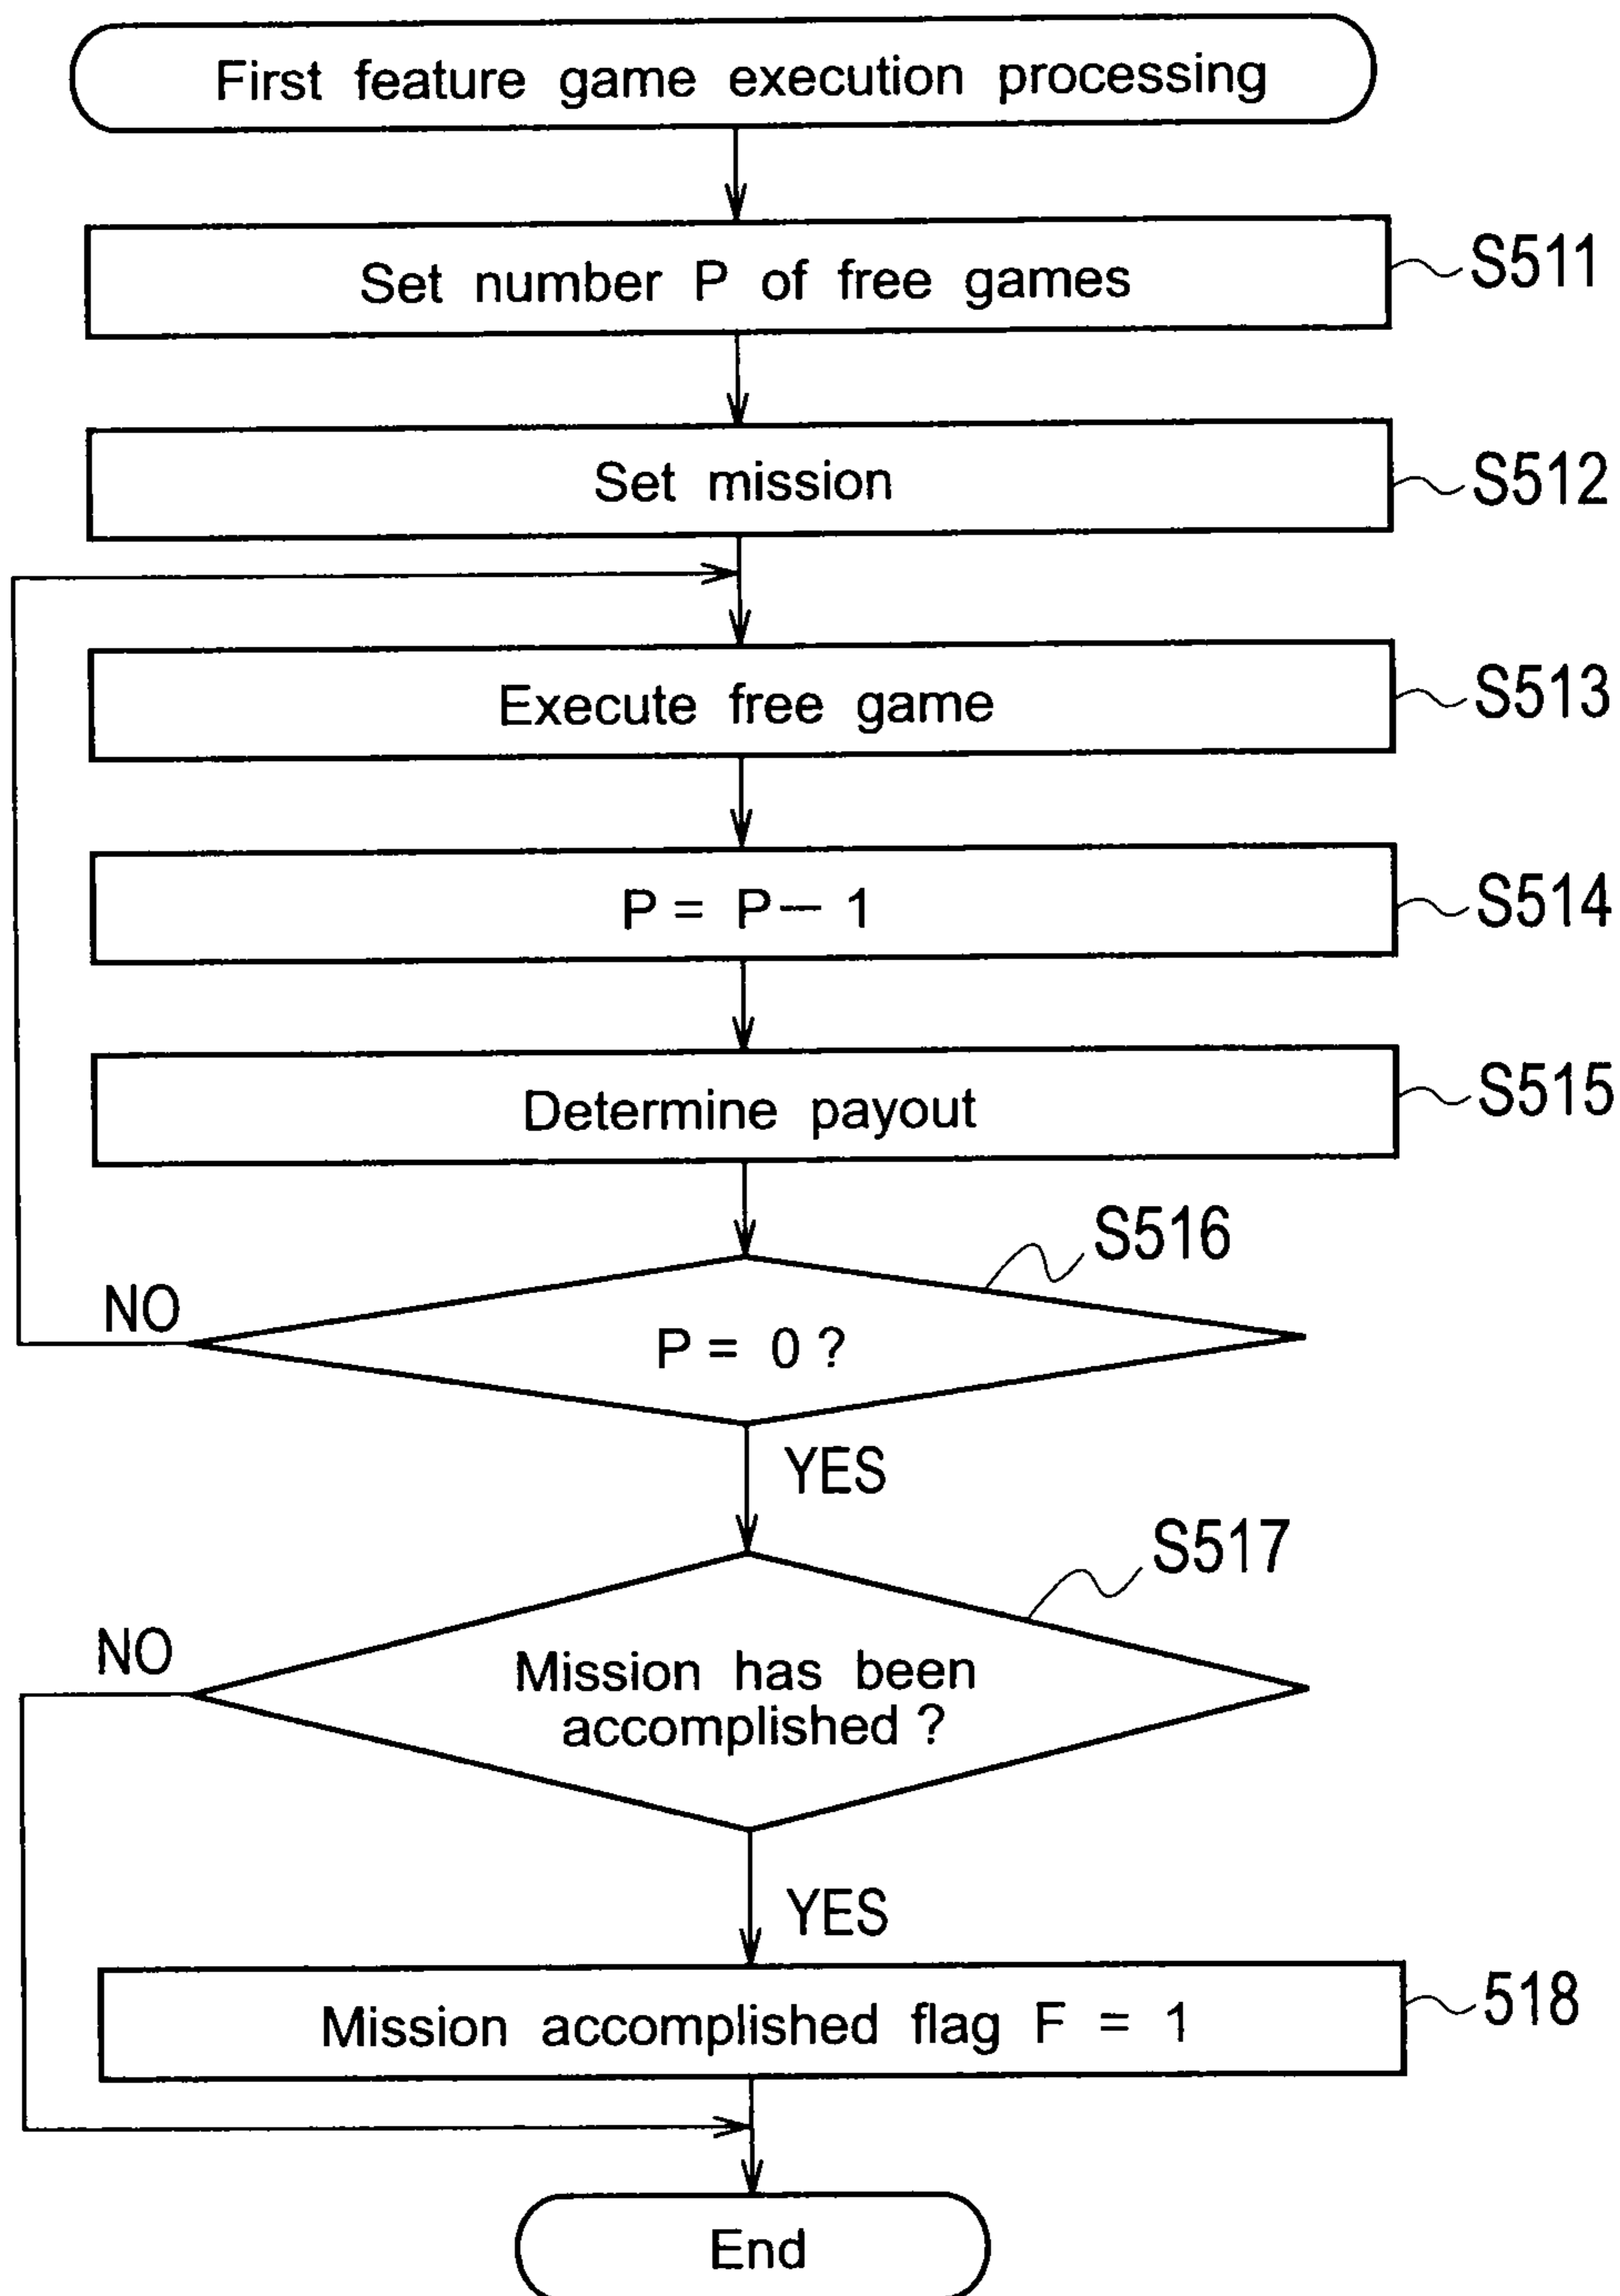 First feature game execution processing
Set number P of free games
S511
Set mission
S512
Execute free game
S513
P = P－ 1
S514
Determine payout
S515
S516
NO
P = 0 ?
YES
S517
NO
Mission has been
accomplished ?
YES
Mission accomplished flag F = 1
518
End